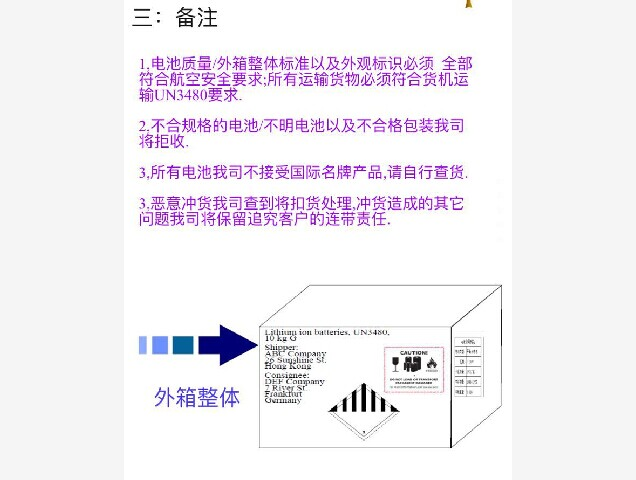 三：备注
1,电池质量/外箱整体标准以及外观标识必须 全部
符合航空安全要求;所有运输货物必须符合货机运
输UN3480要求.
2,不合规格的电池/不明电池以及不合格包装我司
将拒收.
3,所有电池我司不接受国际名牌产品,请自行查货.
3,恶意冲货我司查到将扣货处理,冲货造成的其它
问题我司将保留追究客户的连带责任.
Lithium ion batteries, UN3480,
10 kg G
Shipper:
ABC Company
26 Sunshine St.
Hong Kong
Consignee:
DEF Company
7 River St.
Frankfurt
Germany
CAUTION!
DO NOT LOAD OR TRANSPORT
外箱整体